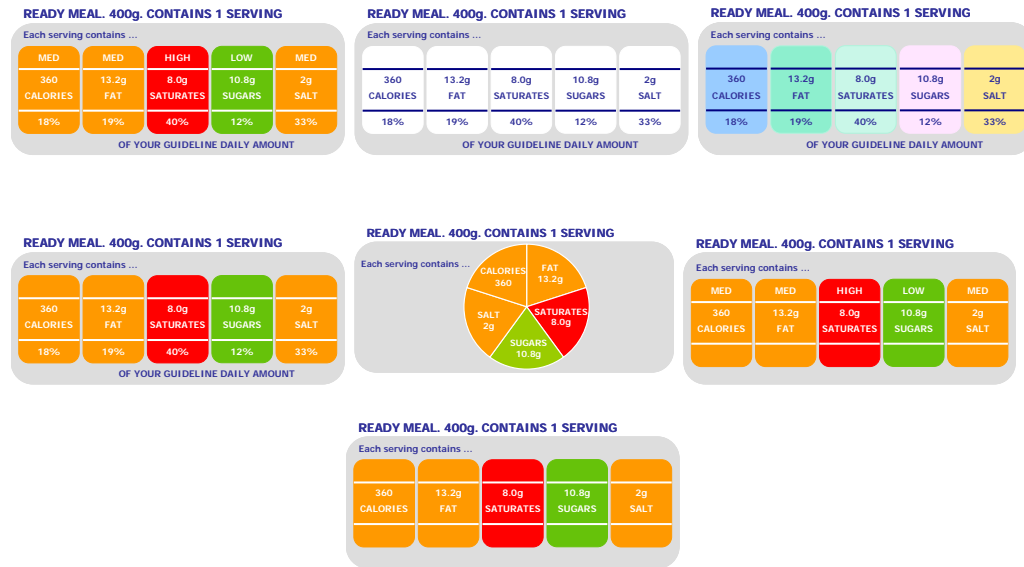 READY MEAL. 400g. CONTAINS 1 SERVING
Each serving contains ...
MED MED HIGH LOW MED
360 13.2g 8.0g 10.8g 2g
CALORIES FAT SATURATES SUGARS SALT
18% 19% 40% 12% 33%
OF YOUR GUIDELINE DAILY AMOUNT
READY MEAL. 400g. CONTAINS 1 SERVING
Each serving contains ...
360 13.2g 8.0g 10.8g 2g
CALORIES FAT SATURATES SUGARS SALT
18% 19% 40% 12% 33%
OF YOUR GUIDELINE DAILY AMOUNT
READY MEAL. 400g. CONTAINS 1 SERVING
Each serving contains ...
360 13.2g 8.0g 10.8g 2g
CALORIES FAT SATURATES SUGARS SALT
18% 19% 40% 12% 33%
OF YOUR GUIDELINE DAILY AMOUNT
READY MEAL. 400g. CONTAINS 1 SERVING
Each serving contains ...
360 13.2g 8.0g 10.8g 2g
CALORIES FAT SATURATES SUGARS SALT
18% 19% 40% 12% 33%
OF YOUR GUIDELINE DAILY AMOUNT
READY MEAL. 400g. CONTAINS 1 SERVING
Each serving contains ...
CALORIES
360
FAT
13.2g
SATURATES
8.0g
SUGARS
10.8g
SALT
2g
READY MEAL. 400g. CONTAINS 1 SERVING
Each serving contains ...
MED MED HIGH LOW MED
360 13.2g 8.0g 10.8g 2g
CALORIES FAT SATURATES SUGARS SALT
READY MEAL. 400g. CONTAINS 1 SERVING
Each serving contains ...
360 13.2g 8.0g 10.8g 2g
CALORIES FAT SATURATES SUGARS SALT